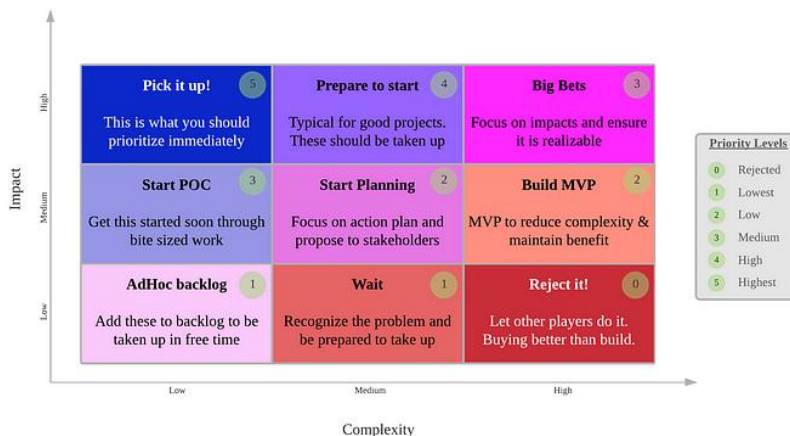 Pick it up!
5
This is what you should
prioritize immediately
Prepare to start
4
Typical for good projects.
These should be taken up
Big Bets
3
Focus on impacts and ensure
it is realizable
Start POC
3
Get this started soon through
bite sized work
Start Planning
2
Focus on action plan and
propose to stakeholders
Build MVP
2
MVP to reduce complexity &
maintain benefit
AdHoc backlog
1
Add these to backlog to be
taken up in free time
Wait
1
Recognize the problem and
be prepared to take up
Reject it!
0
Let other players do it.
Buying better than build.
Impact
High
Medium
Low
Low
Medium
High
Complexity
Priority Levels
0 Rejected
1 Lowest
2 Low
3 Medium
4 High
5 Highest